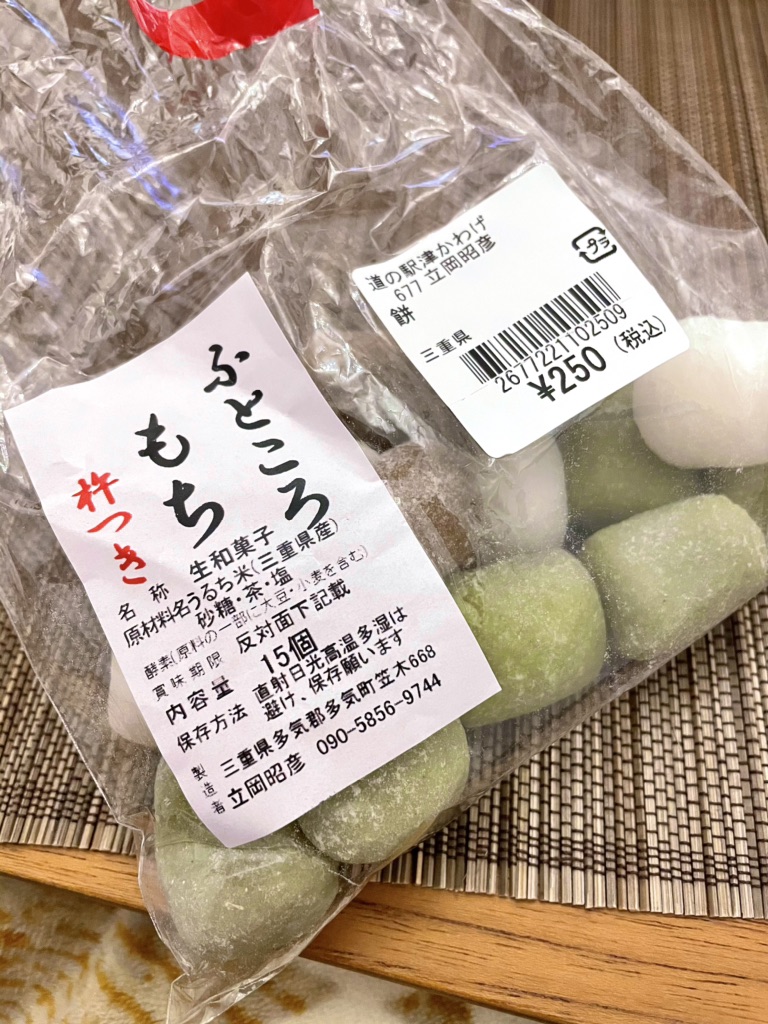 道の駅津かわげ
677 立岡昭彦
餅
三重県
2677221102509
¥250 (税込)
プラ
ふところ
もち
杵つき
名称 生和菓子
原材料名うるち米(三重県産)
砂糖・茶・塩
酵素(原料の一部に大豆・小麦を含む)
賞味期限 反対面下記載
内容量 15個
保存方法 直射日光高温多湿は
避け、保存願います
製造者 三重県多気郡多気町笠木668
立岡昭彦 090-5856-9744